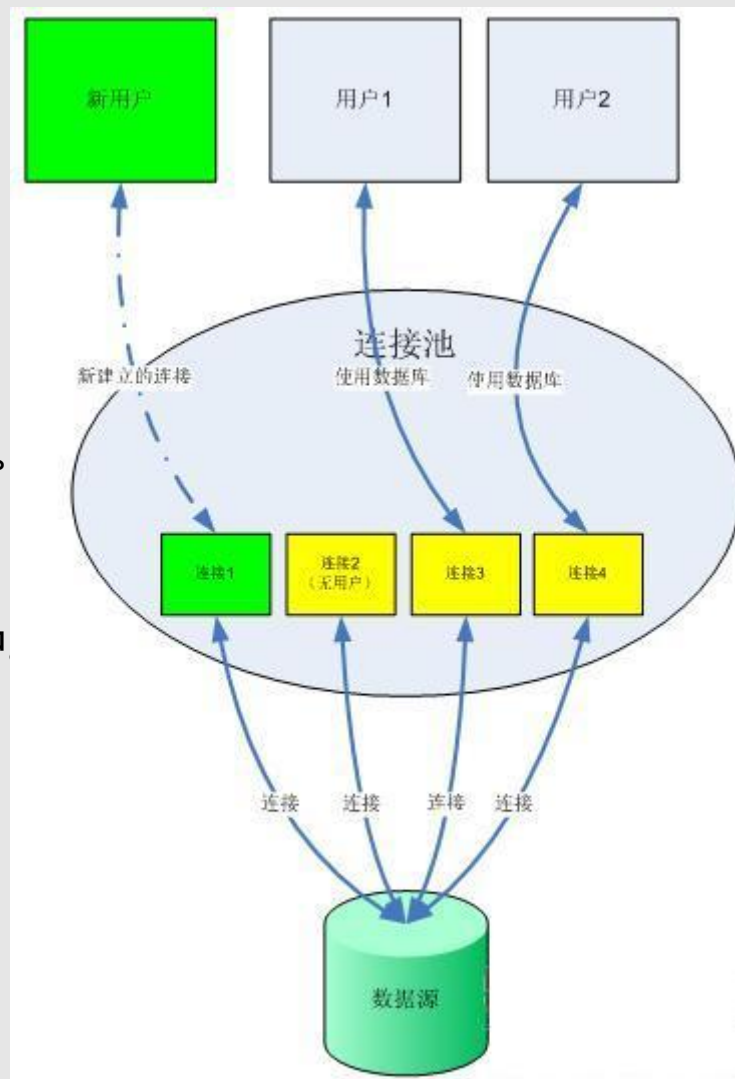 新用户
用户1
用户2
连接池
新建立的连接
使用数据库
使用数据库
。
连接1
连接2
（无用户）
连接3
连接4
连接
连接
连接
连接
数据源